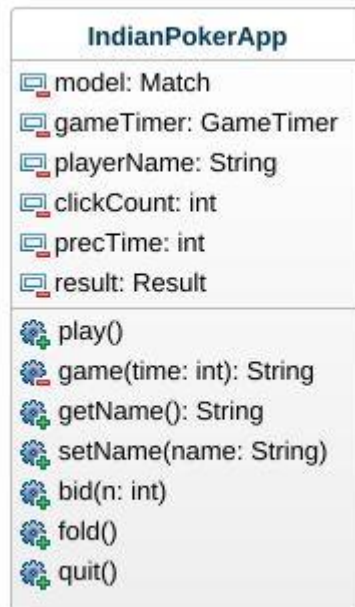 IndianPokerApp
model: Match
gameTimer: GameTimer
playerName: String
clickCount: int
precTime: int
result: Result
play()
game(time: int): String
getName(): String
setName(name: String)
bid(n: int)
fold()
quit()